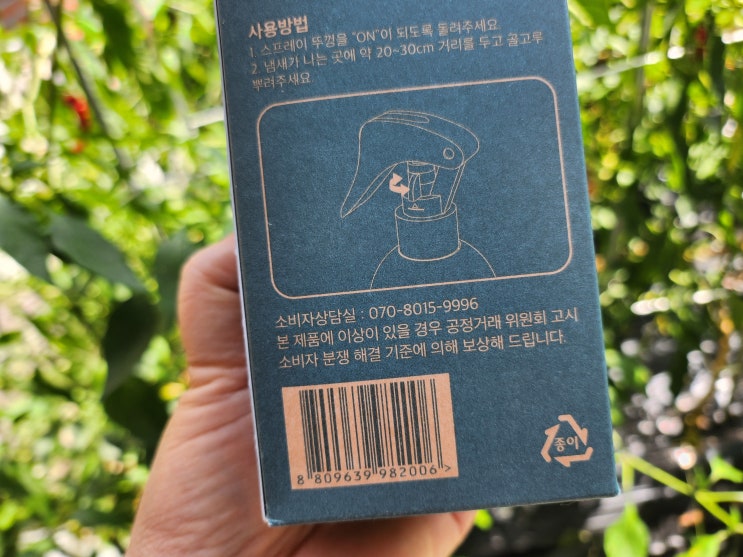 사용방법
1. 스프레이 뚜껑을 "ON"이 되도록 돌려주세요
2. 냄새가 나는 곳에 약 20~30cm 거리를 두고 골고루
뿌려주세요
소비자상담실 : 070-8015-9996
본 제품에 이상이 있을 경우 공정거래 위원회 고시
소비자 분쟁 해결 기준에 의해 보상해 드립니다.
8 809639 982006 >
종이